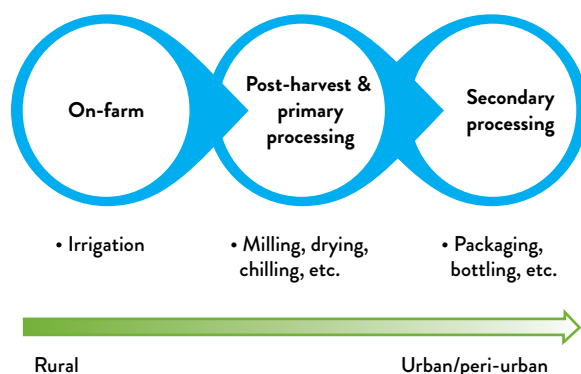 On-farm
Post-harvest &
primary
processing
Secondary
processing
• Irrigation
• Milling, drying,
chilling, etc.
• Packaging,
bottling, etc.
Rural
Urban/peri-urban